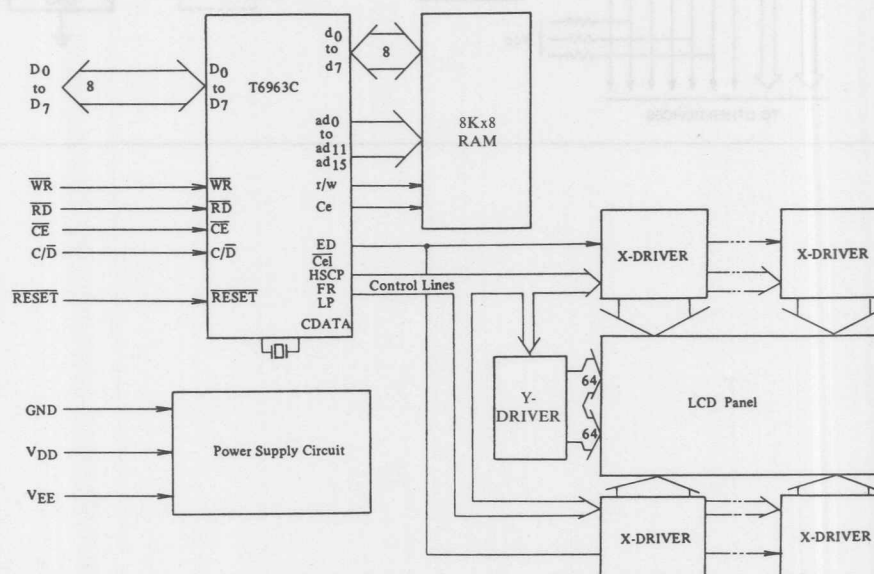 D0
to
D7
8
D0
to
D7
T6963C
d0
to
d7
8
ad0
to
ad11
ad15
8Kx8
RAM
WR
WR
r/w
RD
RD
Ce
CE
CE
C/D
C/D
ED
Cel
HSCP
FR
LP
CDATA
Control Lines
RESET
RESET
X-DRIVER
X-DRIVER
Y-
DRIVER
64
64
LCD Panel
GND
VDD
VEE
Power Supply Circuit
X-DRIVER
X-DRIVER